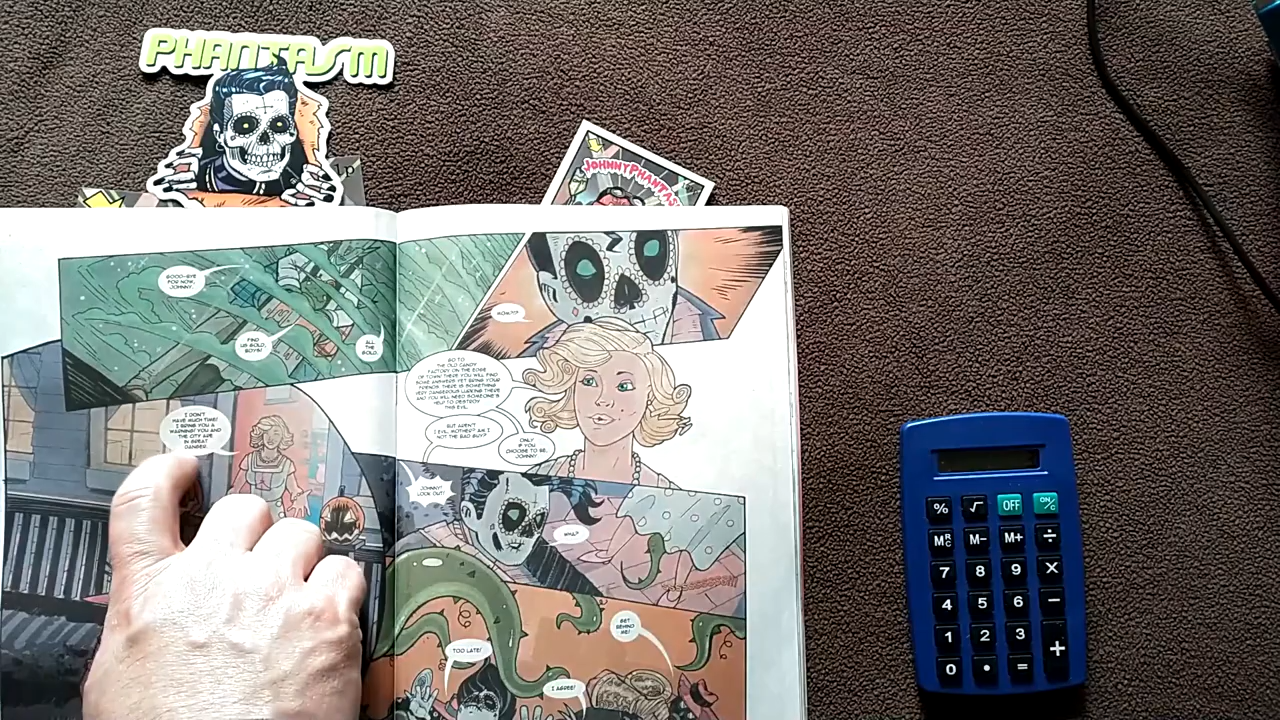 PHANTASM
JOHNNY PHANTAS
GOOD-BYE
FOR NOW,
JOHNNY.
FIND
US GOLD,
BOYS!
ALL
THE
GOLD.
MOM?!?
GO TO
THE OLD CANDY
FACTORY ON THE EDGE
OF TOWN! THERE YOU WILL FIND
SOME ANSWERS YET BRING YOUR
FRIENDS. THERE IS SOMETHING
VERY DANGEROUS LURKING THERE
AND YOU WILL NEED SOMEONE'S
HELP TO DESTROY
THIS EVIL.
I DON'T
HAVE MUCH TIME!
I BRING YOU A
WARNING! YOU AND
THE CITY ARE
IN GREAT
DANGER.
BUT AREN'T
I EVIL, MOTHER? AM I
NOT THE BAD GUY?
ONLY
IF YOU
CHOOSE TO BE,
JOHNNY
JOHNNY!
LOOK OUT!
WHA?
GET
BEHIND
ME!
TOO LATE!
I AGREE!
% √ OFF ON/C
MRC M- M+ ÷
7 8 9 X
4 5 6 −
1 2 3 +
0 • =